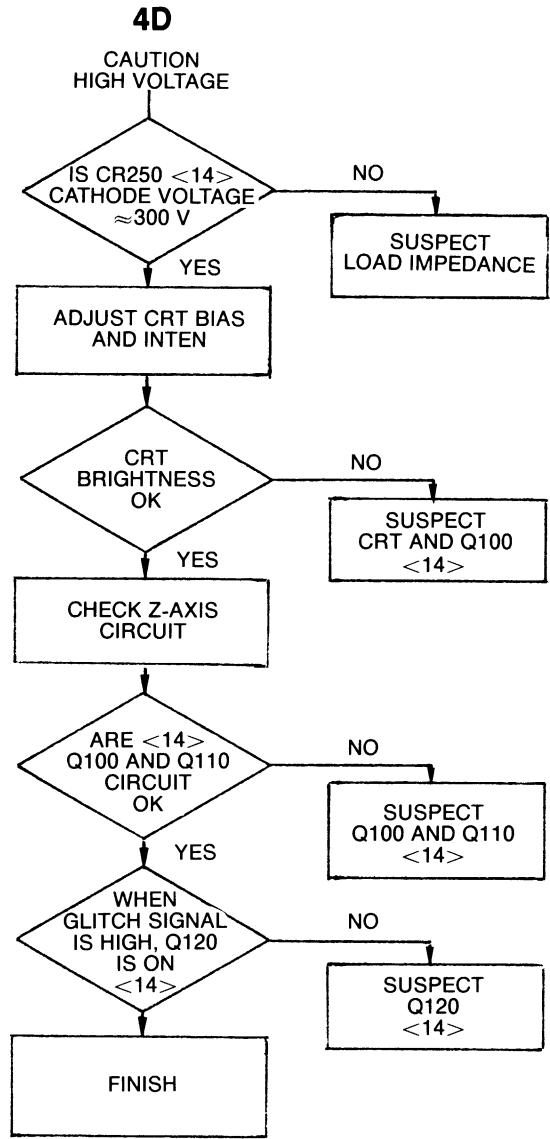 4D
CAUTION
HIGH VOLTAGE
IS CR250 <14>
CATHODE VOLTAGE
≈300 V
NO
SUSPECT
LOAD IMPEDANCE
YES
ADJUST CRT BIAS
AND INTEN
CRT
BRIGHTNESS
OK
NO
SUSPECT
CRT AND Q100
<14>
YES
CHECK Z-AXIS
CIRCUIT
ARE <14>
Q100 AND Q110
CIRCUIT
OK
NO
SUSPECT
Q100 AND Q110
<14>
YES
WHEN
GLITCH SIGNAL
IS HIGH, Q120
IS ON
<14>
NO
SUSPECT
Q120
<14>
FINISH